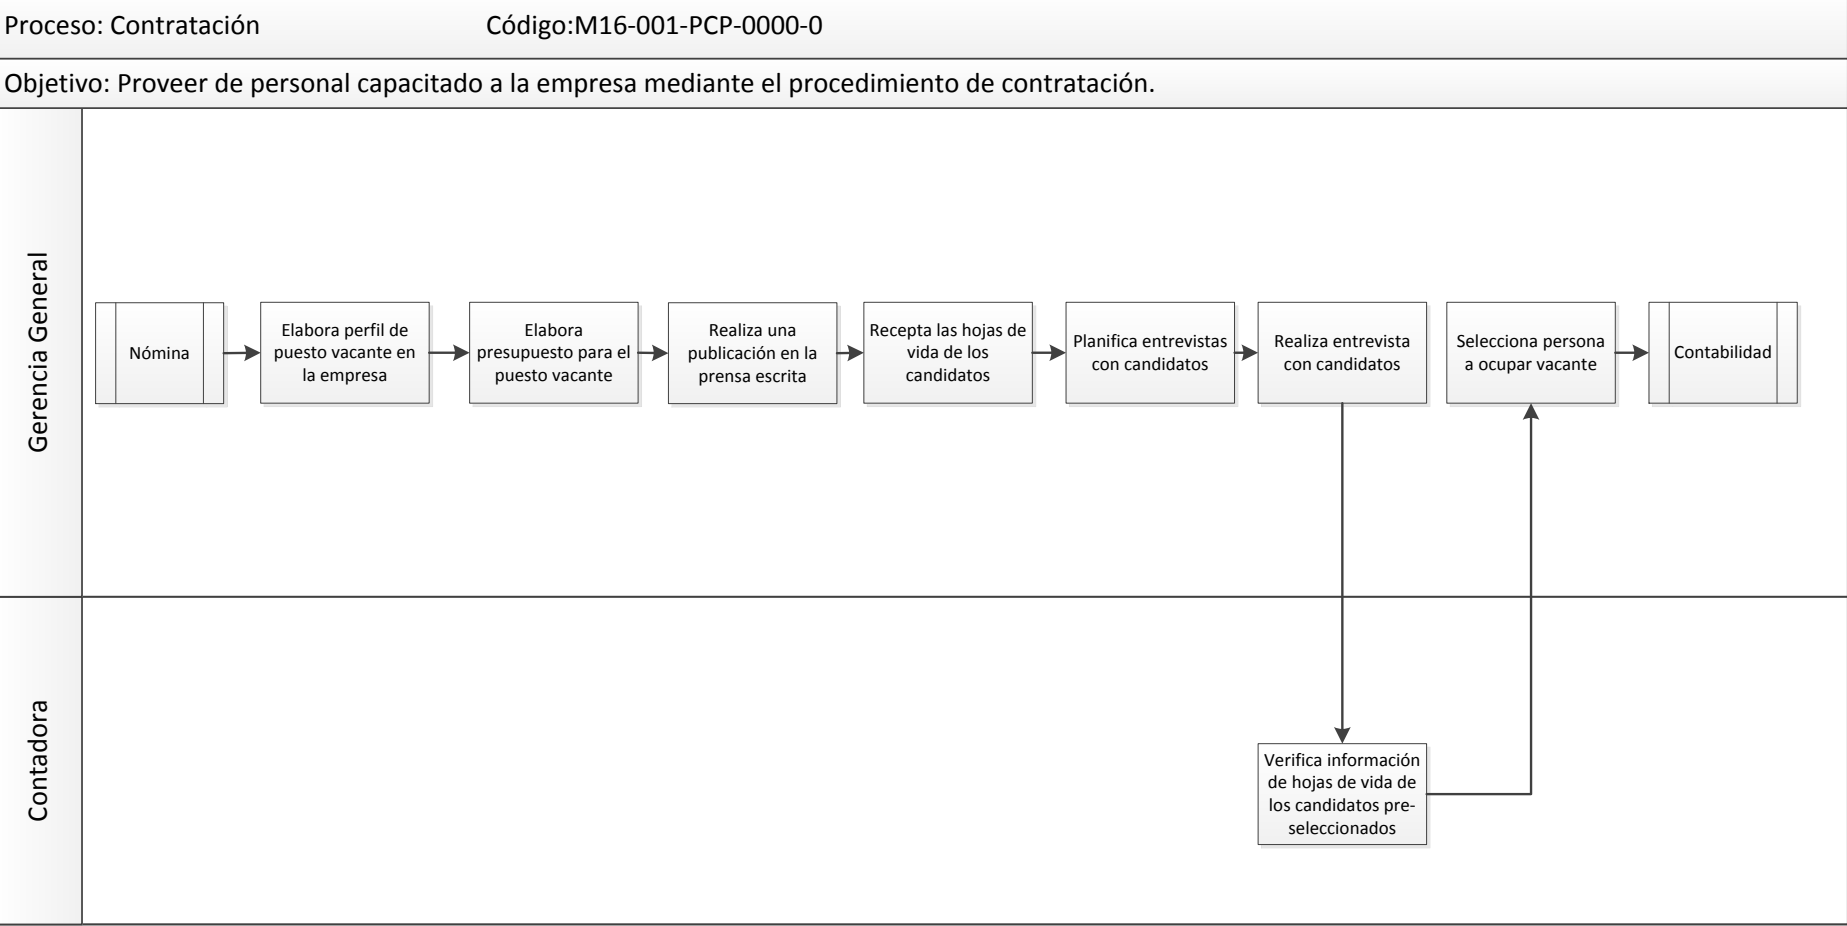 Proceso: Contratación Código:M16-001-PCP-0000-0
Objetivo: Proveer de personal capacitado a la empresa mediante el procedimiento de contratación.
Gerencia General
Nómina
Elabora perfil de
puesto vacante en
la empresa
Elabora
presupuesto para el
puesto vacante
Realiza una
publicación en la
prensa escrita
Recepta las hojas de
vida de los
candidatos
Planifica entrevistas
con candidatos
Realiza entrevista
con candidatos
Selecciona persona
a ocupar vacante
Contabilidad
Contadora
Verifica información
de hojas de vida de
los candidatos pre-
seleccionados